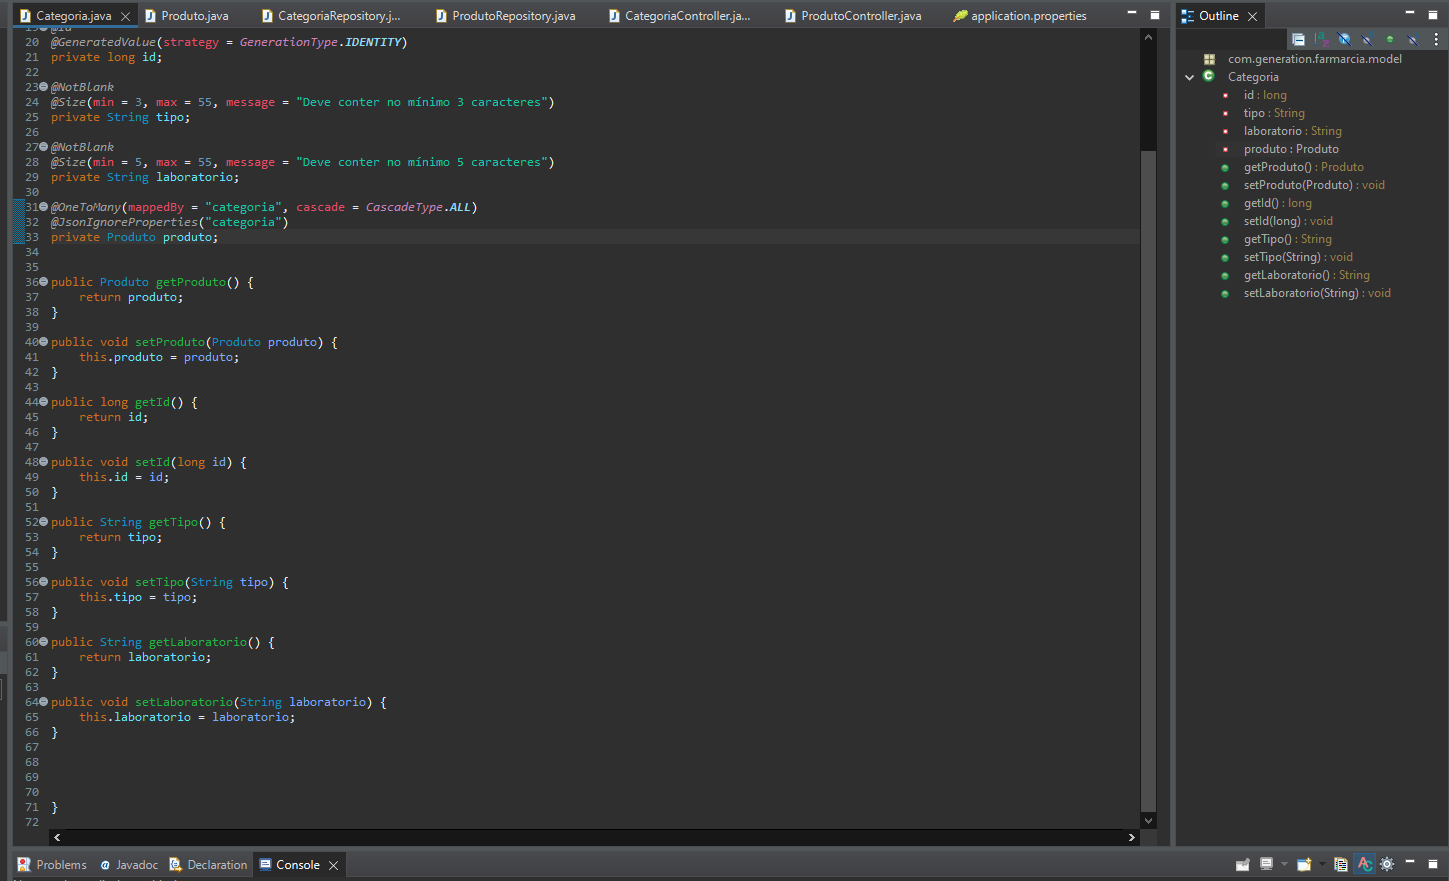 Categoria.java
Produto.java
CategoriaRepository.j...
ProdutoRepository.java
CategoriaController.ja...
ProdutoController.java
application.properties
19 @Id
20 @GeneratedValue(strategy = GenerationType.IDENTITY)
21 private long id;
22
23 @NotBlank
24 @Size(min = 3, max = 55, message = "Deve conter no mínimo 3 caracteres")
25 private String tipo;
26
27 @NotBlank
28 @Size(min = 5, max = 55, message = "Deve conter no mínimo 5 caracteres")
29 private String laboratorio;
30
31 @OneToMany(mappedBy = "categoria", cascade = CascadeType.ALL)
32 @JsonIgnoreProperties("categoria")
33 private Produto produto;
34
35
36 public Produto getProduto() {
37 return produto;
38 }
39
40 public void setProduto(Produto produto) {
41 this.produto = produto;
42 }
43
44 public long getId() {
45 return id;
46 }
47
48 public void setId(long id) {
49 this.id = id;
50 }
51
52 public String getTipo() {
53 return tipo;
54 }
55
56 public void setTipo(String tipo) {
57 this.tipo = tipo;
58 }
59
60 public String getLaboratorio() {
61 return laboratorio;
62 }
63
64 public void setLaboratorio(String laboratorio) {
65 this.laboratorio = laboratorio;
66 }
67
68
69
70
71 }
72
Outline
com.generation.farmarcia.model
Categoria
id : long
tipo : String
laboratorio : String
produto : Produto
getProduto() : Produto
setProduto(Produto) : void
getId() : long
setId(long) : void
getTipo() : String
setTipo(String) : void
getLaboratorio() : String
setLaboratorio(String) : void
Problems
Javadoc
Declaration
Console